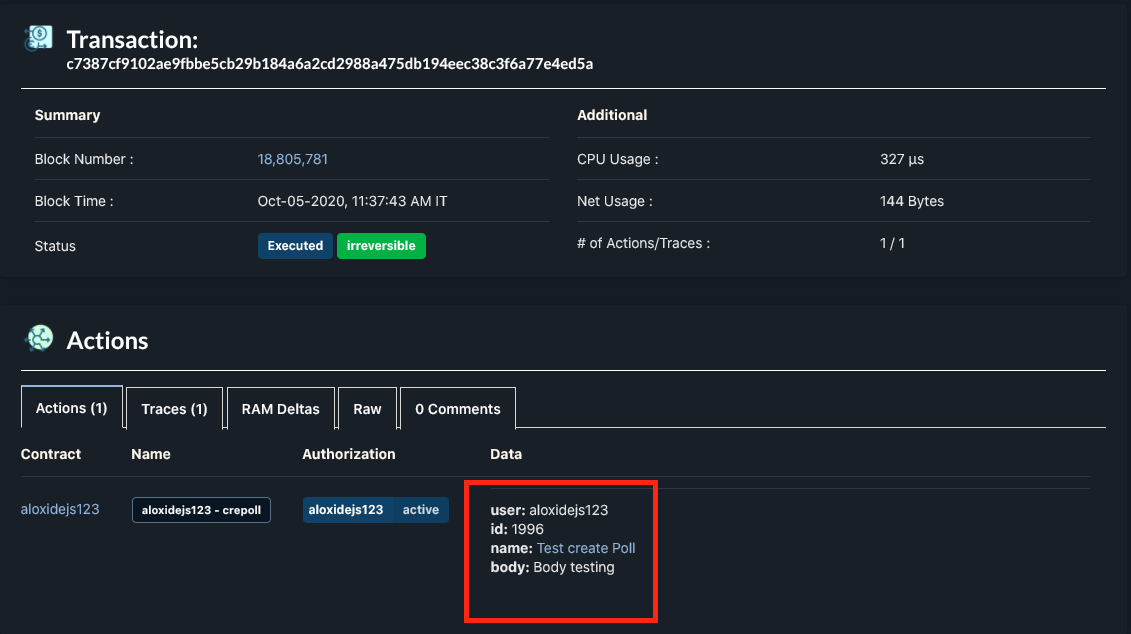 Transaction:
c7387cf9102ae9fbbe5cb29b184a6a2cd2988a475db194eec38c3f6a77e4ed5a
Summary
Block Number : 18,805,781
Block Time : Oct-05-2020, 11:37:43 AM IT
Status Executed irreversible
Additional
CPU Usage : 327 µs
Net Usage : 144 Bytes
# of Actions/Traces : 1 / 1
Actions
Actions (1) Traces (1) RAM Deltas Raw 0 Comments
Contract Name Authorization Data
aloxidejs123 aloxidejs123 - crepoll aloxidejs123 active user: aloxidejs123
id: 1996
name: Test create Poll
body: Body testing